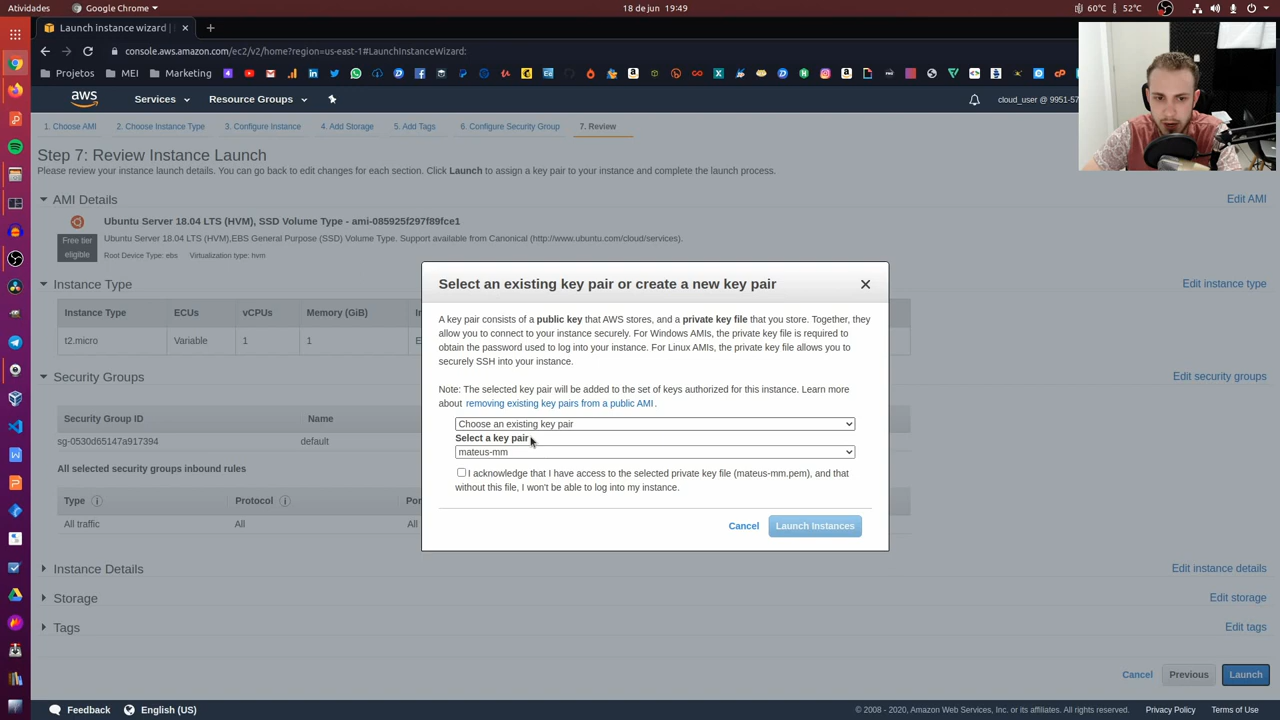 Atividades
Google Chrome
18 de jun 19:49
60°C
52°C
Launch instance wizard |
console.aws.amazon.com/ec2/v2/home?region=us-east-1#LaunchInstanceWizard:
Projetos
MEI
Marketing
aws
Services
Resource Groups
cloud_user @ 9951-57
1. Choose AMI
2. Choose Instance Type
3. Configure Instance
4. Add Storage
5. Add Tags
6. Configure Security Group
7. Review
Step 7: Review Instance Launch
Please review your instance launch details. You can go back to edit changes for each section. Click Launch to assign a key pair to your instance and complete the launch process.
AMI Details
Edit AMI
Ubuntu Server 18.04 LTS (HVM), SSD Volume Type - ami-085925f297f89fce1
Free tier
eligible
Ubuntu Server 18.04 LTS (HVM),EBS General Purpose (SSD) Volume Type. Support available from Canonical (http://www.ubuntu.com/cloud/services).
Root Device Type: ebs Virtualization type: hvm
Instance Type
Edit instance type
Instance Type
ECUs
vCPUs
Memory (GiB)
t2.micro
Variable
1
1
Security Groups
Edit security groups
Security Group ID
Name
sg-0530d65147a917394
default
All selected security groups inbound rules
Type
Protocol
All traffic
All
All
Select an existing key pair or create a new key pair
A key pair consists of a public key that AWS stores, and a private key file that you store. Together, they
allow you to connect to your instance securely. For Windows AMIs, the private key file is required to
obtain the password used to log into your instance. For Linux AMIs, the private key file allows you to
securely SSH into your instance.
Note: The selected key pair will be added to the set of keys authorized for this instance. Learn more
about removing existing key pairs from a public AMI .
Choose an existing key pair
Select a key pair
mateus-mm
I acknowledge that I have access to the selected private key file (mateus-mm.pem), and that
without this file, I won't be able to log into my instance.
Cancel
Launch Instances
Instance Details
Edit instance details
Storage
Edit storage
Tags
Edit tags
Cancel
Previous
Launch
Feedback
English (US)
© 2008 - 2020, Amazon Web Services, Inc. or its affiliates. All rights reserved.
Privacy Policy
Terms of Use